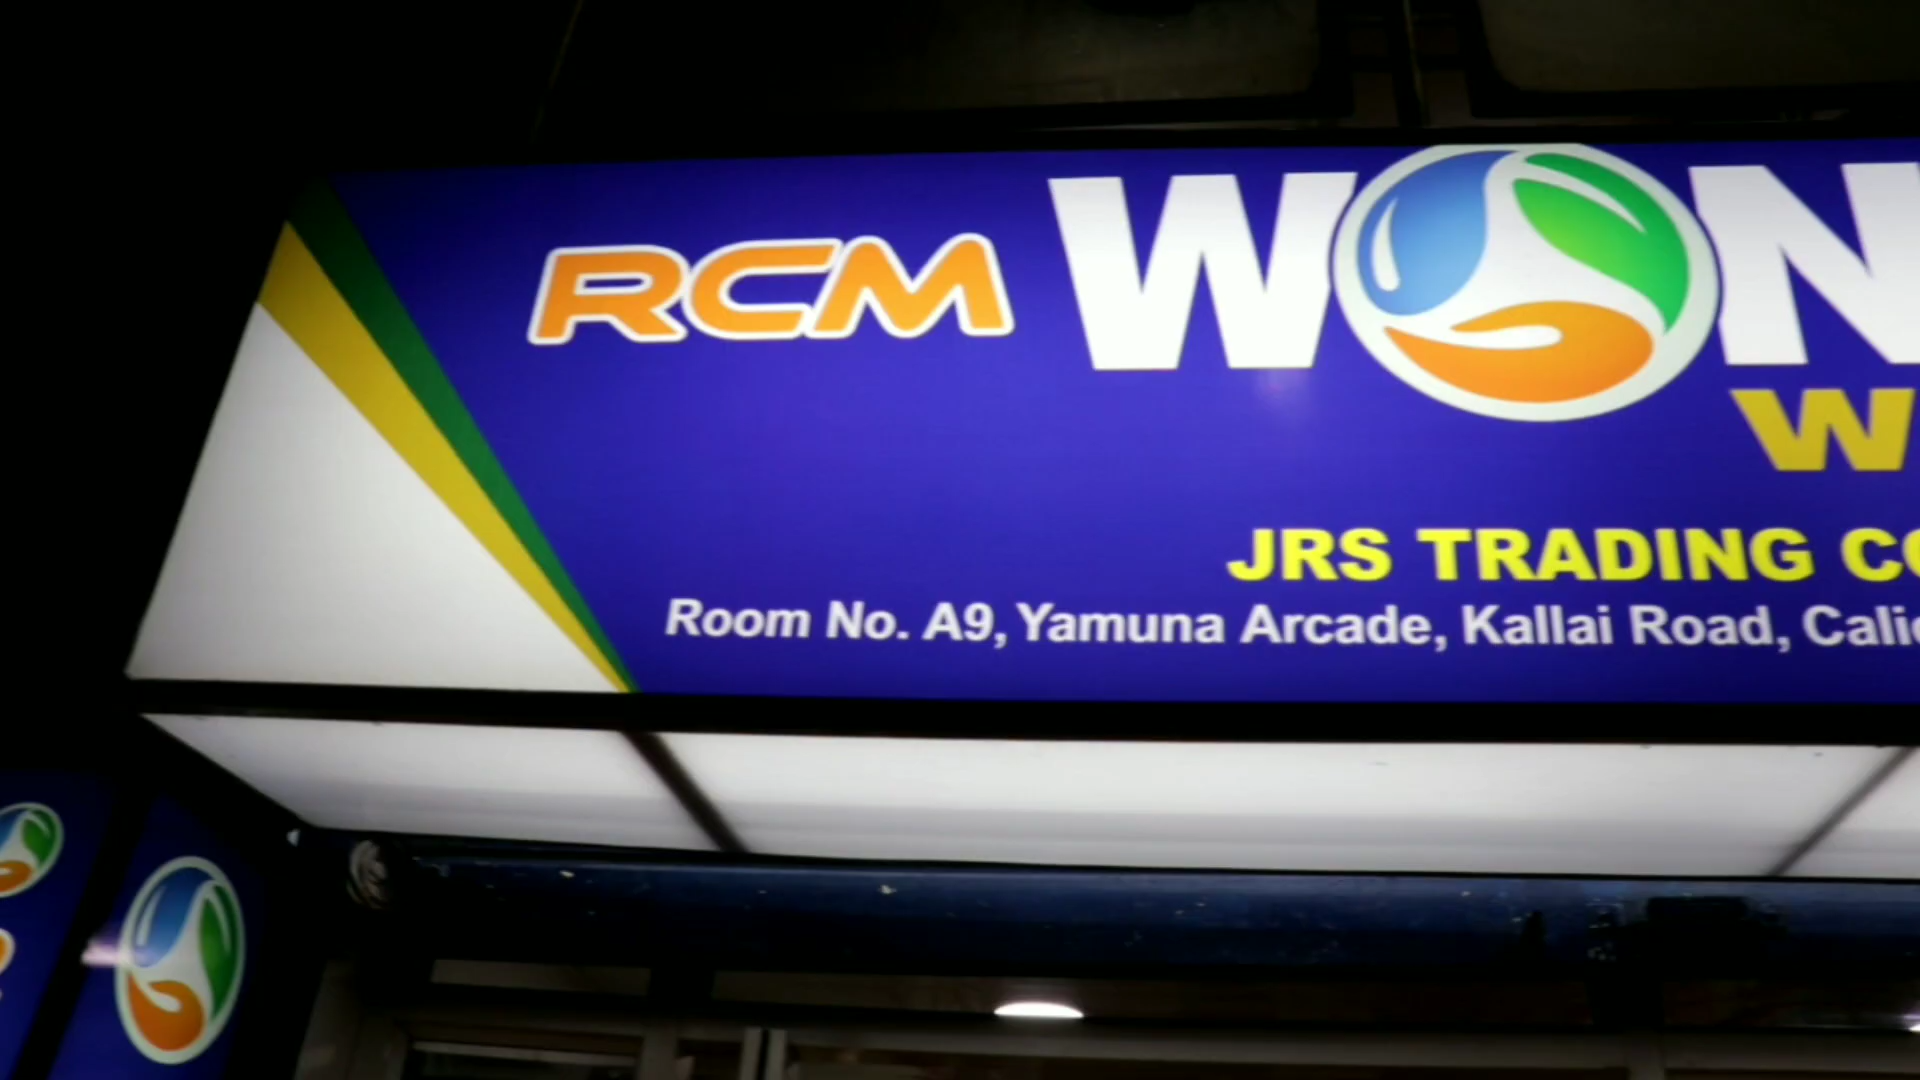 RCM WON
W
JRS TRADING CO
Room No. A9, Yamuna Arcade, Kallai Road, Calic